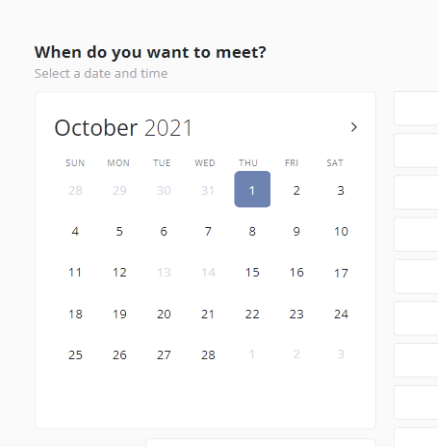 When do you want to meet?
Select a date and time
October 2021
SUN MON TUE WED THU FRI SAT
28 29 30 31 1 2 3
4 5 6 7 8 9 10
11 12 13 14 15 16 17
18 19 20 21 22 23 24
25 26 27 28 1 2 3